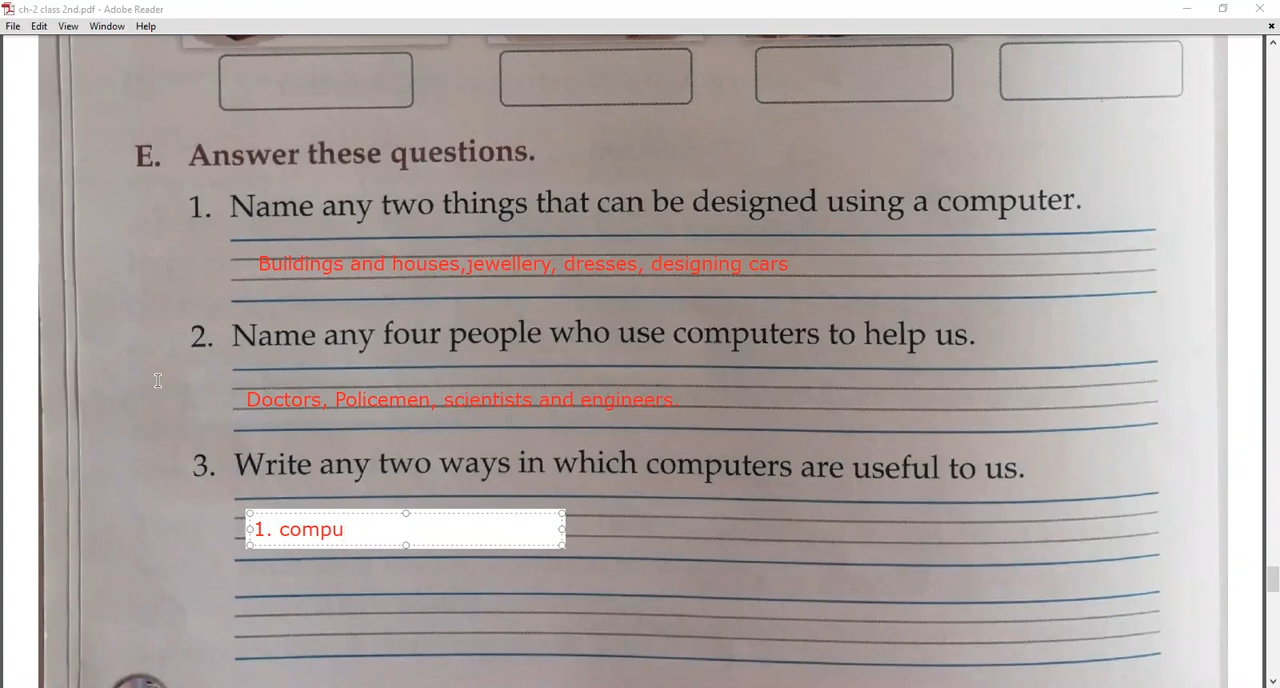 ch-2 class 2nd.pdf - Adobe Reader
File Edit View Window Help
E. Answer these questions.
1. Name any two things that can be designed using a computer.
Buildings and houses,jewellery, dresses, designing cars
2. Name any four people who use computers to help us.
Doctors, Policemen, scientists and engineers.
3. Write any two ways in which computers are useful to us.
1. compu